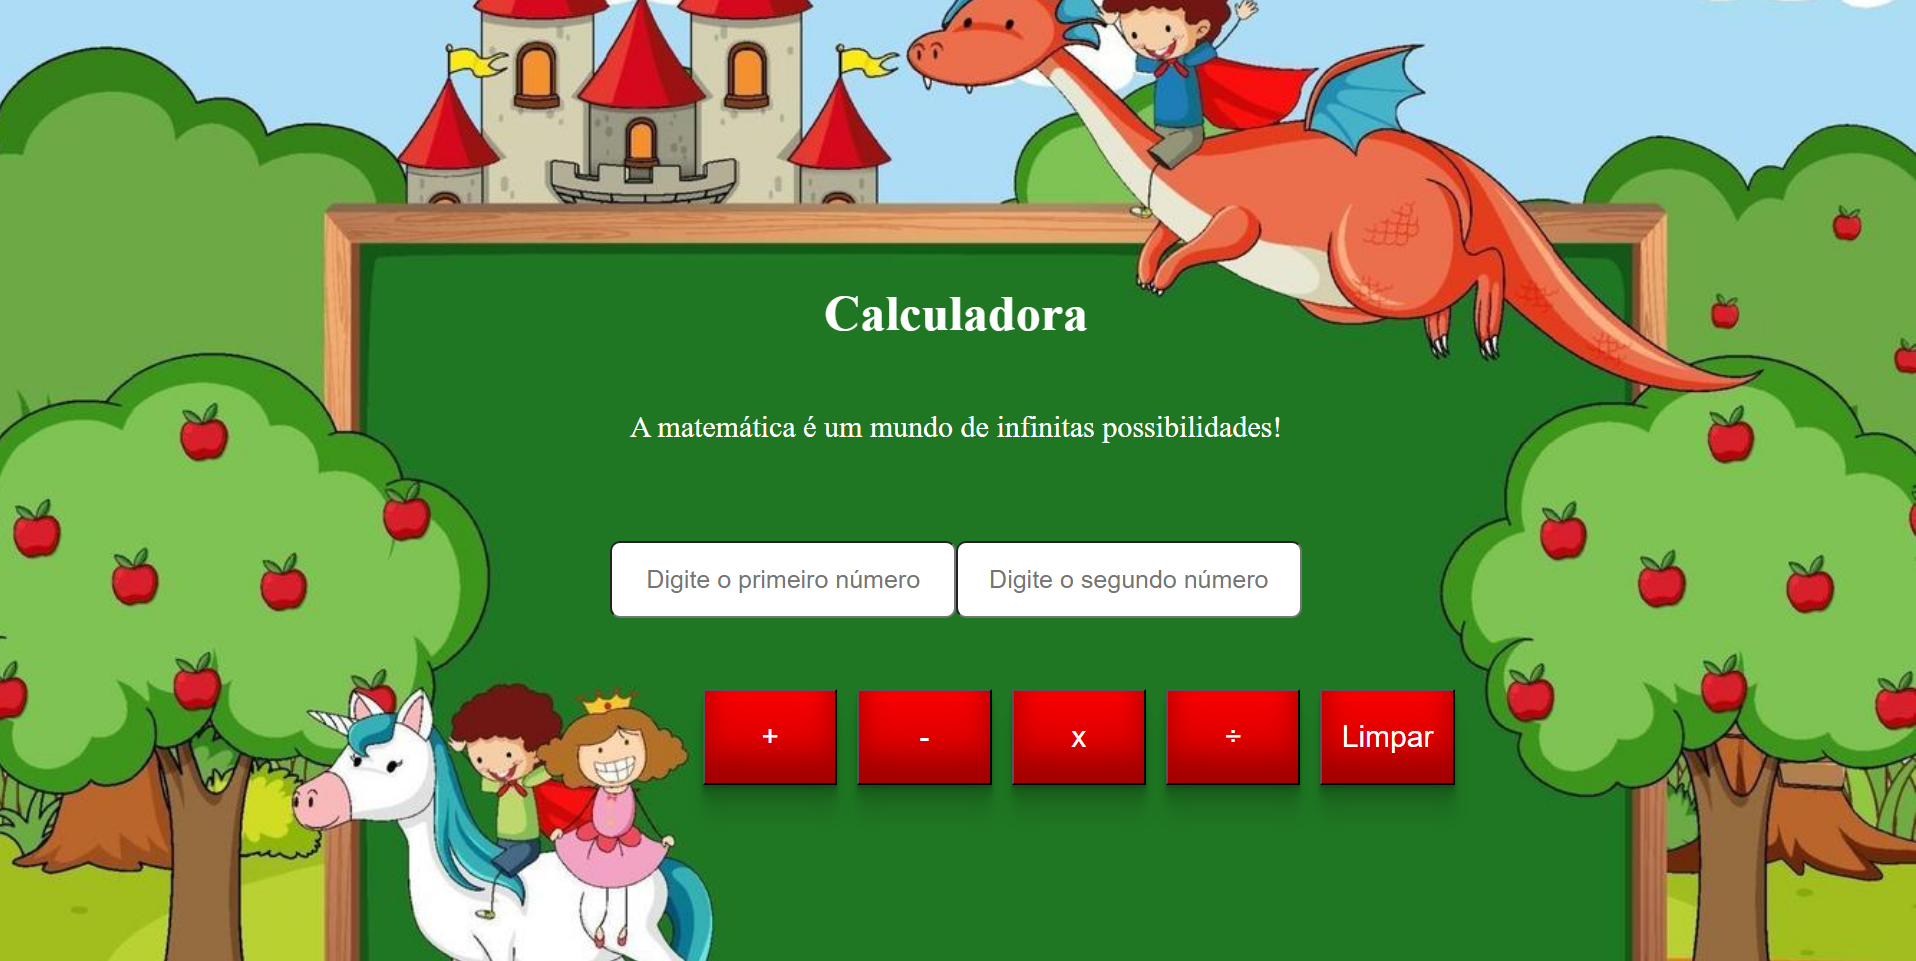 Calculadora
A matemática é um mundo de infinitas possibilidades!
Digite o primeiro número Digite o segundo número
+ - x ÷ Limpar